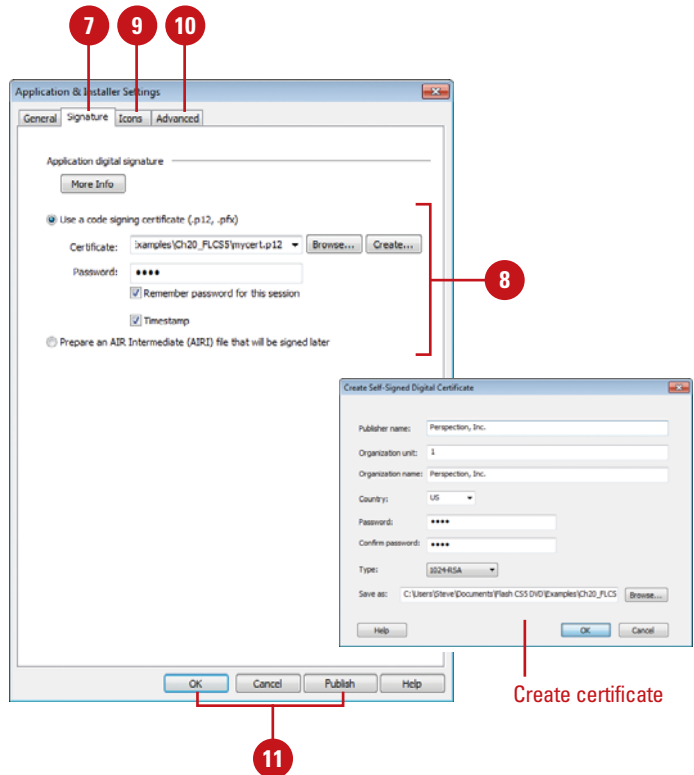 7 9 10
Application & Installer Settings
General Signature Icons Advanced
Application digital signature
More Info
Use a code signing certificate (.p12, .pfx)
Certificate: :xamples\Ch20_FLCS5\mycert.p12 Browse... Create...
Password: ••••
Remember password for this session
Timestamp
Prepare an AIR Intermediate (AIRI) file that will be signed later
8
Create Self-Signed Digital Certificate
Publisher name: Perspection, Inc.
Organization unit: 1
Organization name: Perspection, Inc.
Country: US
Password: ••••
Confirm password: ••••
Type: 1024-RSA
Save as: C:\Users\Steve\Documents\Flash CS5 DVD\Examples\Ch20_FLCS Browse...
Help OK Cancel
OK Cancel Publish Help
Create certificate
11